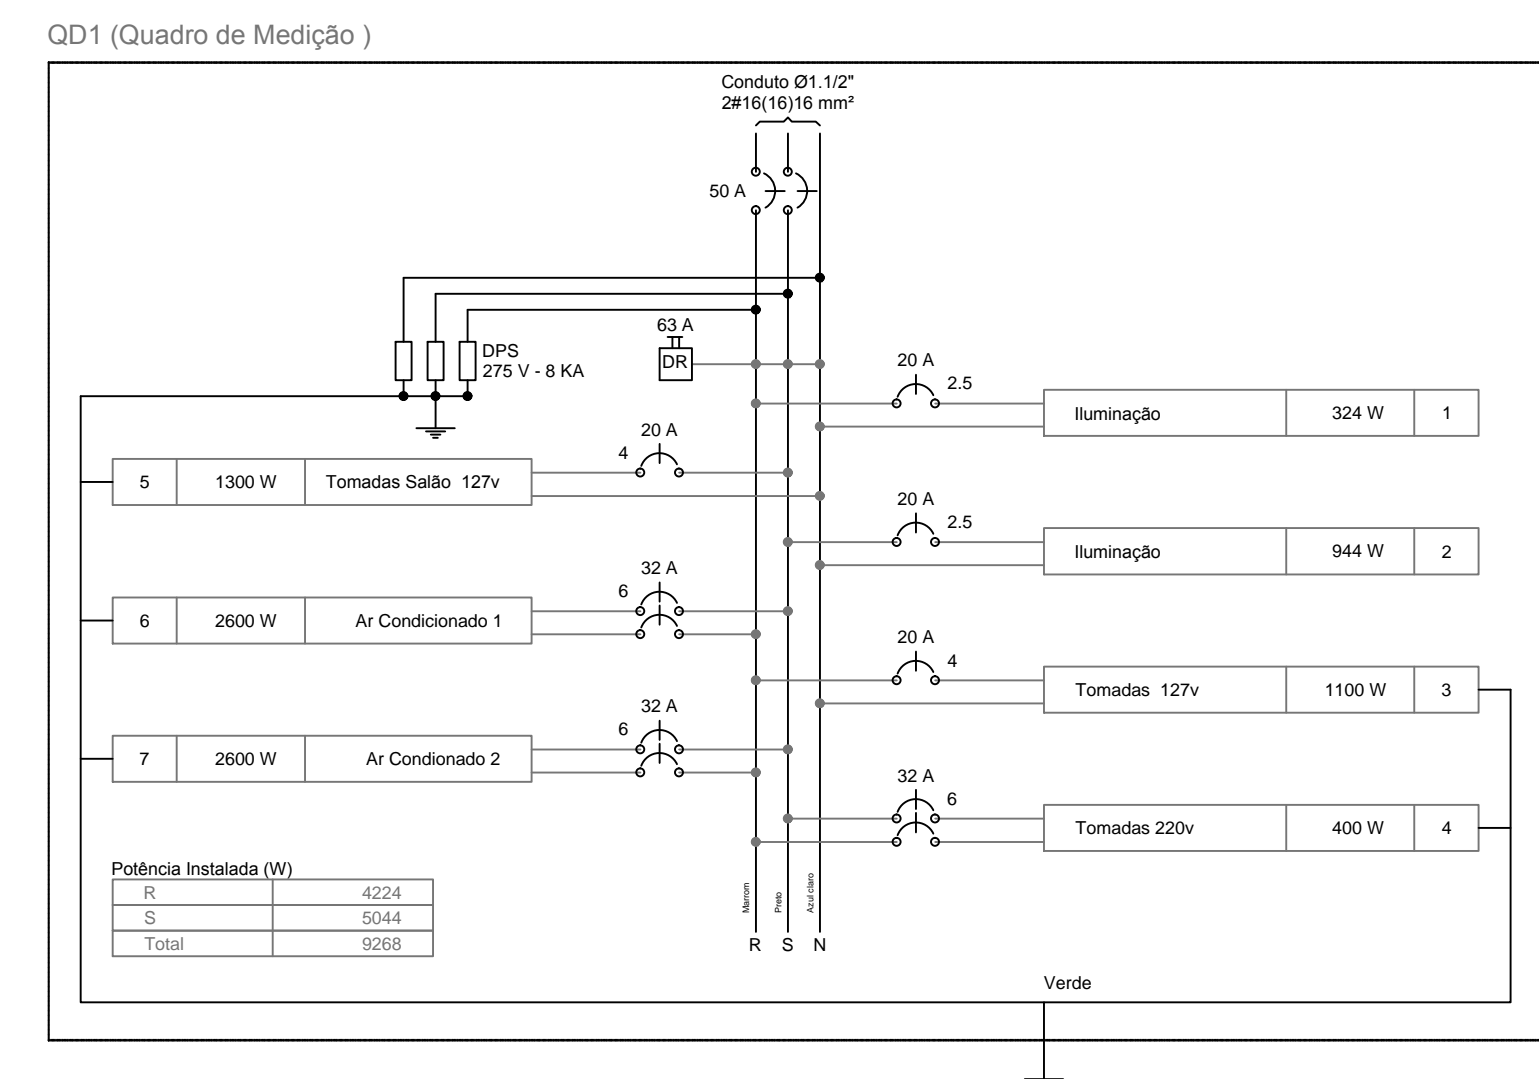 QD1 (Quadro de Medição )
Conduto Ø1.1/2"
2#16(16)16 mm²
50 A
63 A
DR
DPS
275 V - 8 KA
20 A
2.5
Iluminação 324 W 1
20 A
4
5 1300 W Tomadas Salão 127v
20 A
2.5
Iluminação 944 W 2
32 A
6
6 2600 W Ar Condicionado 1
20 A
4
Tomadas 127v 1100 W 3
32 A
6
7 2600 W Ar Condionado 2
32 A
6
Tomadas 220v 400 W 4
Potência Instalada (W)
R 4224
S 5044
Total 9268
Marrom
Preto
Azul claro
R S N
Verde